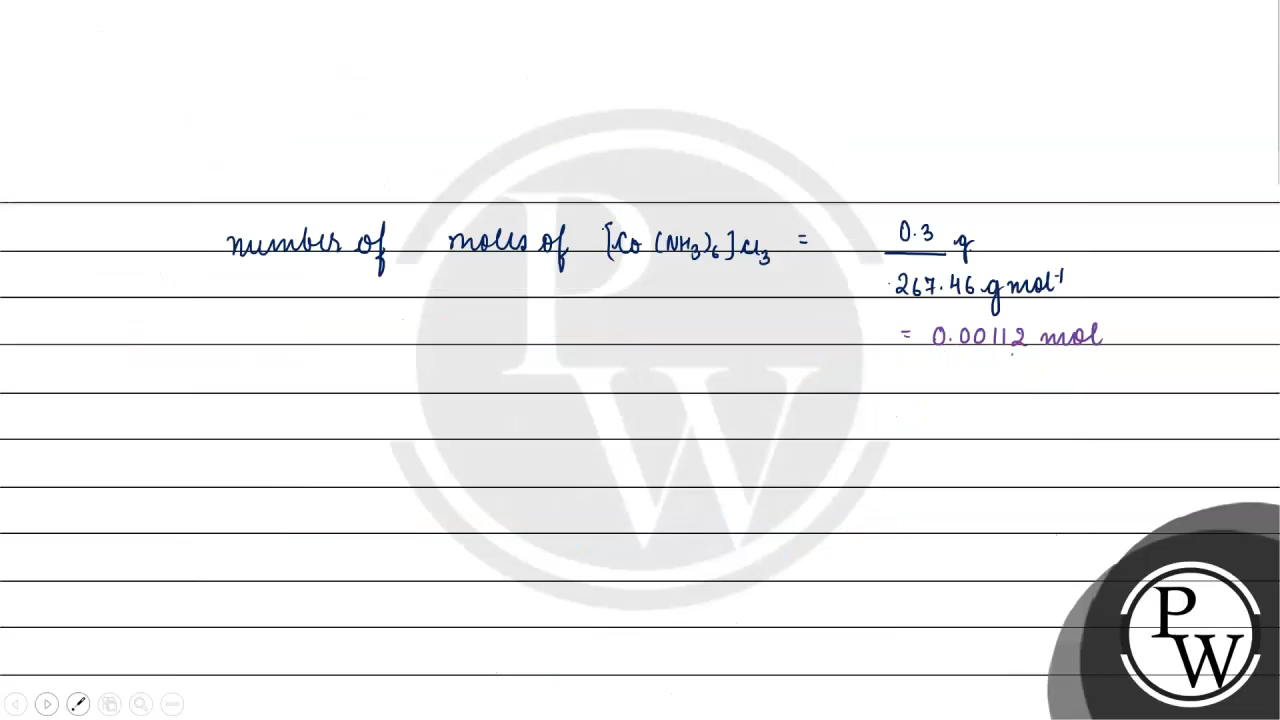 number of moles of [Co(NH₃)₆]Cl₃ = 0.3 g
267.46 g mol⁻¹
= 0.00112 mol
P
W
P
W